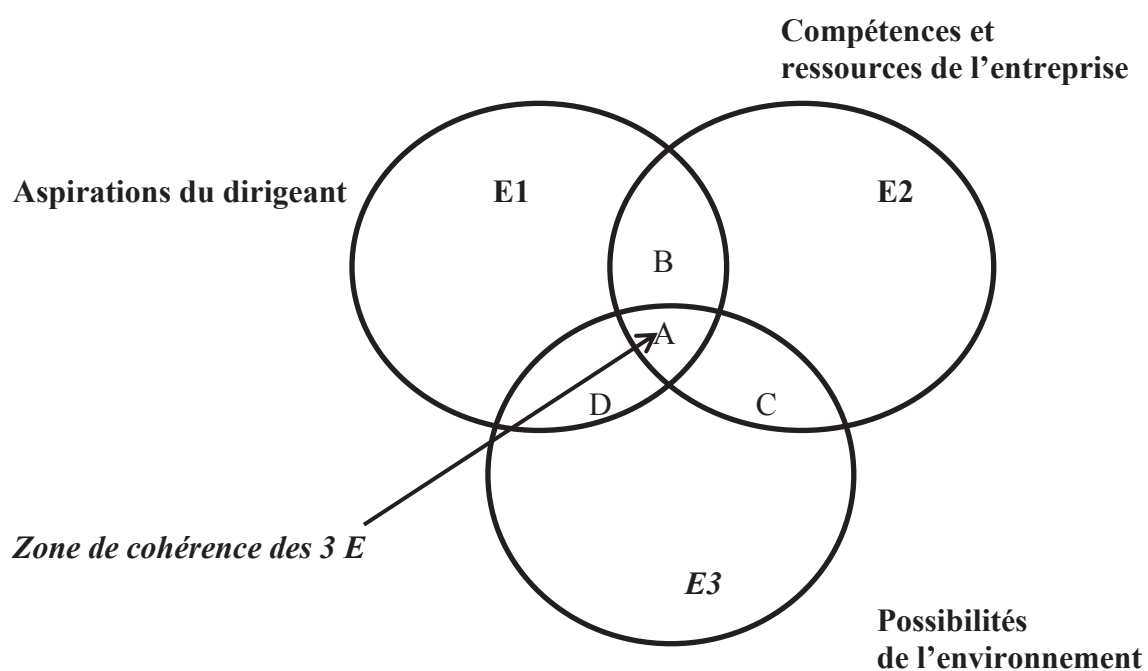 Compétences et
ressources de l’entreprise
Aspirations du dirigeant
E1
E2
B
A
D
C
Zone de cohérence des 3 E
E3
Possibilités
de l’environnement